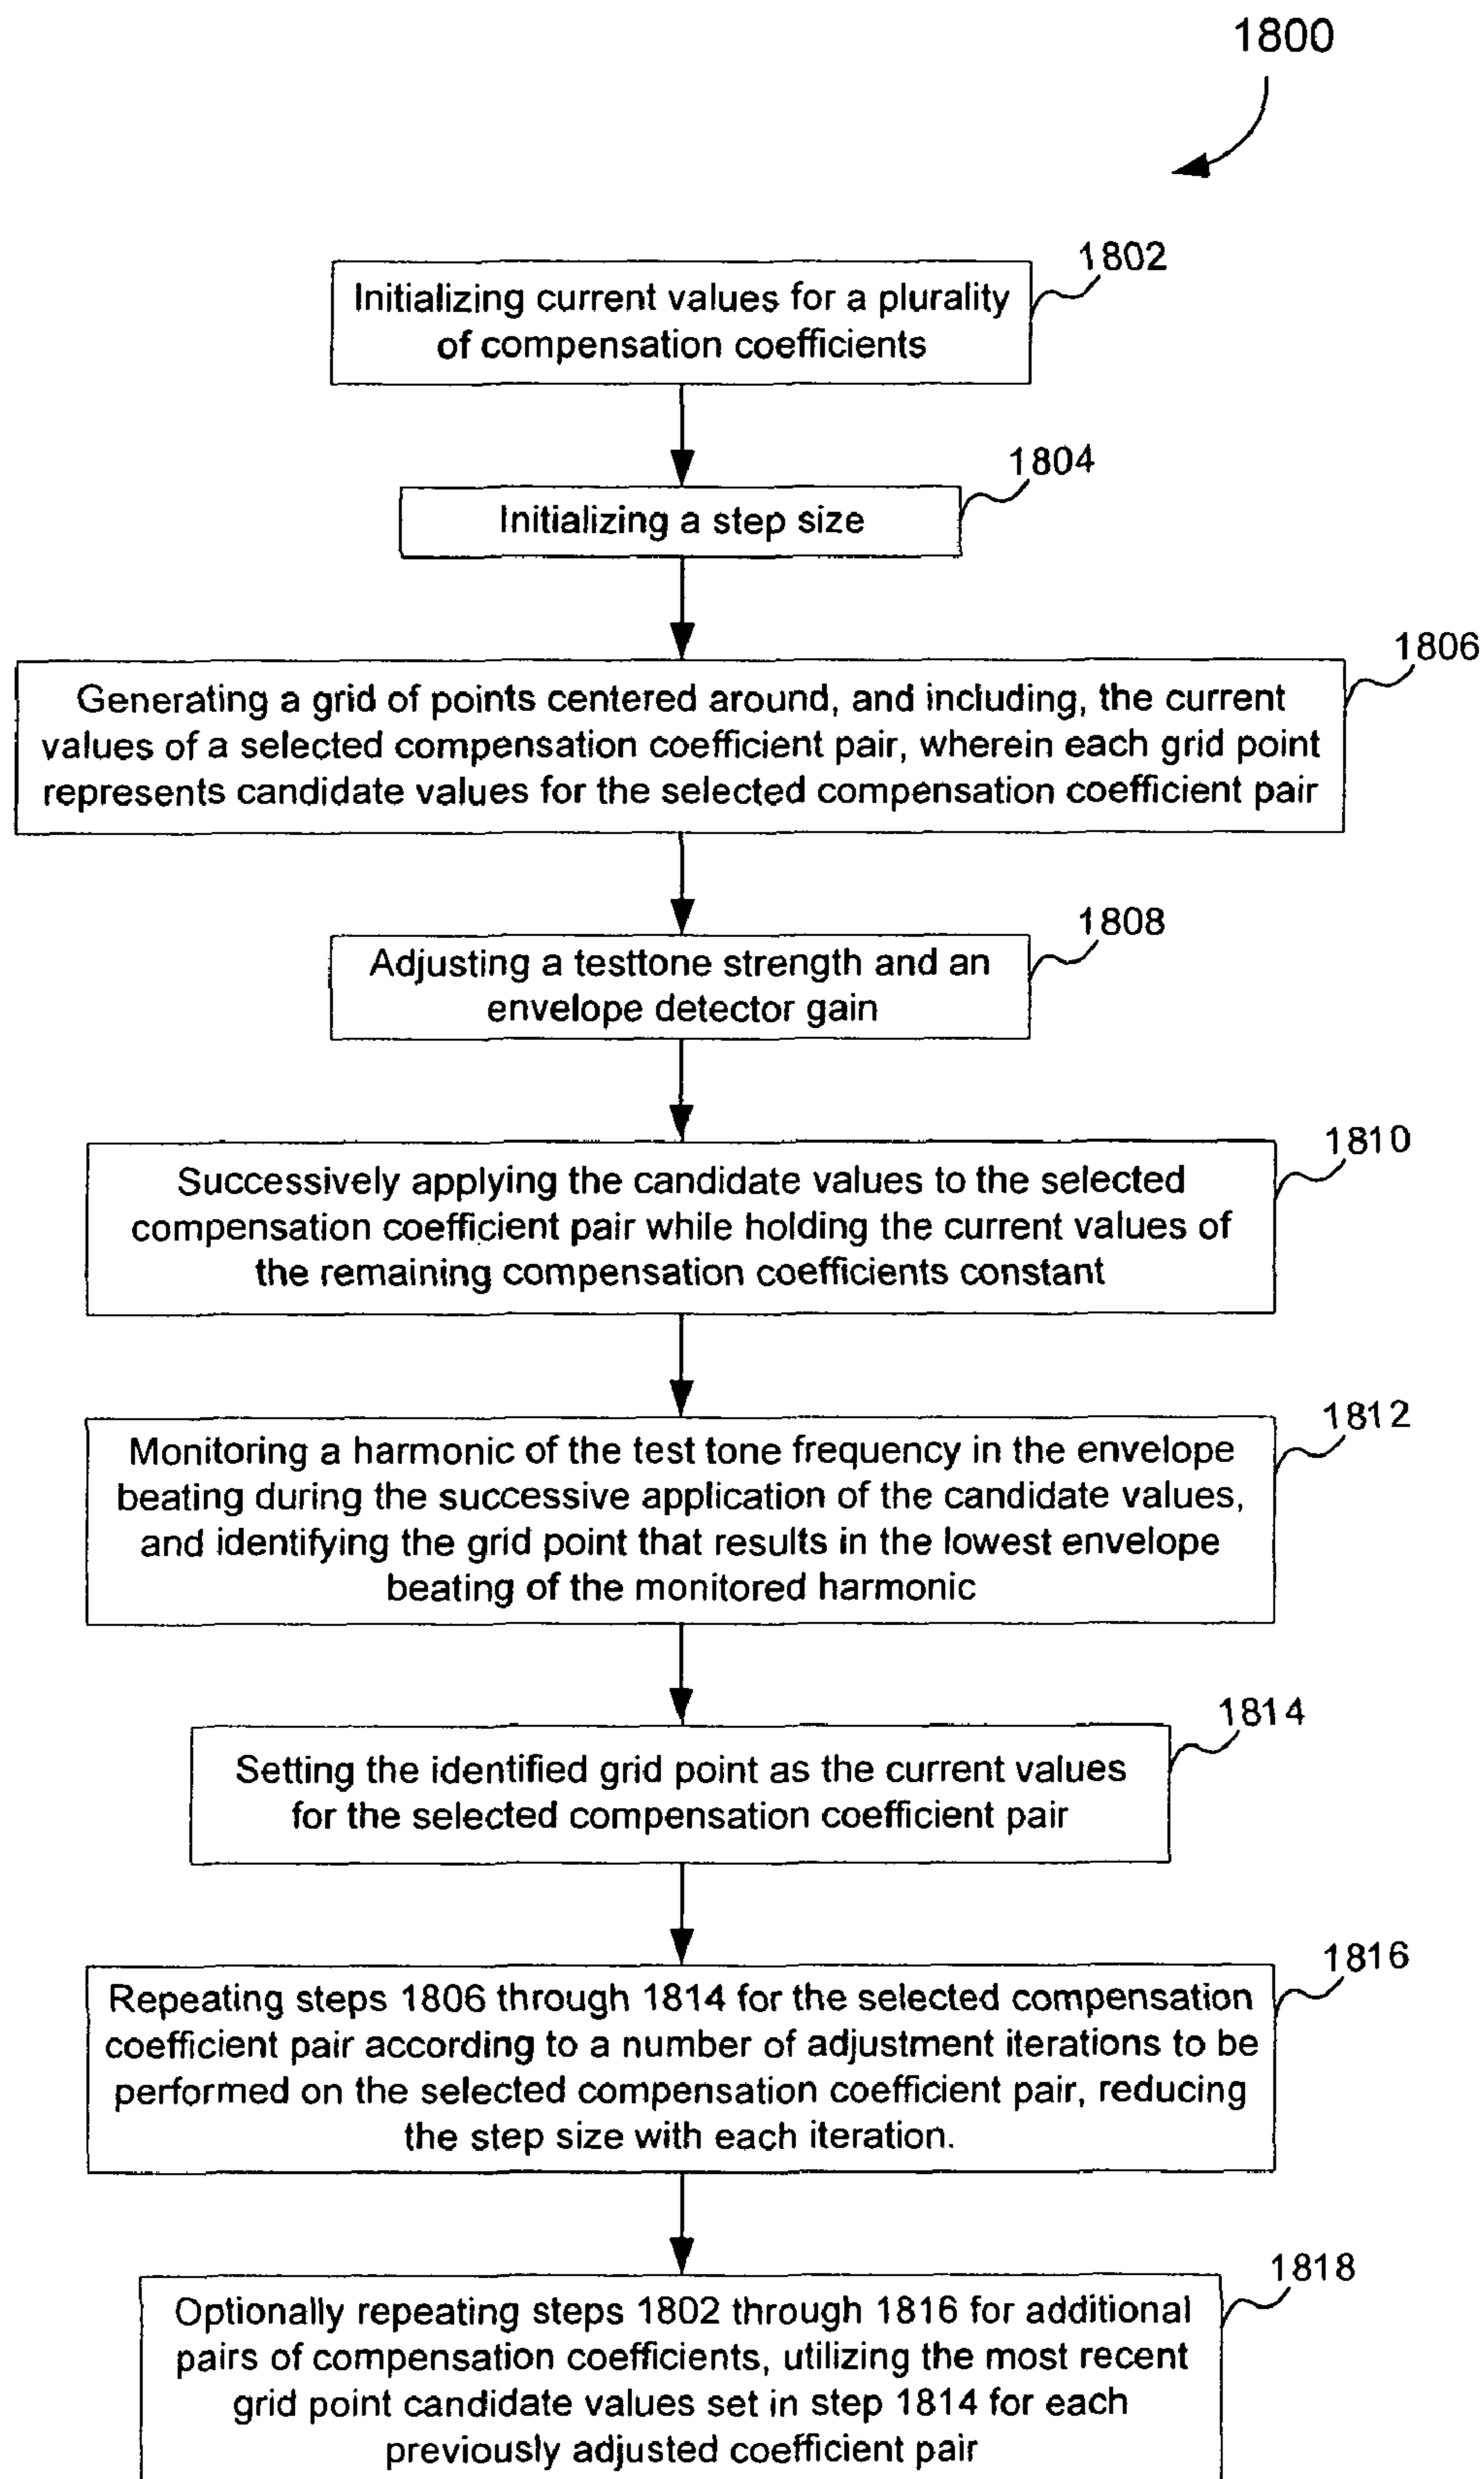 1800
1802
Initializing current values for a plurality
of compensation coefficients
1804
Initializing a step size
1806
Generating a grid of points centered around, and including, the current
values of a selected compensation coefficient pair, wherein each grid point
represents candidate values for the selected compensation coefficient pair
1808
Adjusting a testtone strength and an
envelope detector gain
1810
Successively applying the candidate values to the selected
compensation coefficient pair while holding the current values of
the remaining compensation coefficients constant
1812
Monitoring a harmonic of the test tone frequency in the envelope
beating during the successive application of the candidate values,
and identifying the grid point that results in the lowest envelope
beating of the monitored harmonic
1814
Setting the identified grid point as the current values
for the selected compensation coefficient pair
1816
Repeating steps 1806 through 1814 for the selected compensation
coefficient pair according to a number of adjustment iterations to be
performed on the selected compensation coefficient pair, reducing
the step size with each iteration.
1818
Optionally repeating steps 1802 through 1816 for additional
pairs of compensation coefficients, utilizing the most recent
grid point candidate values set in step 1814 for each
previously adjusted coefficient pair